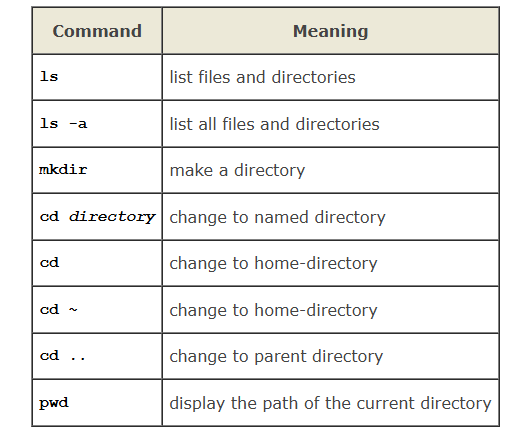 Command Meaning
ls list files and directories
ls -a list all files and directories
mkdir make a directory
cd directory change to named directory
cd change to home-directory
cd ~ change to home-directory
cd .. change to parent directory
pwd display the path of the current directory